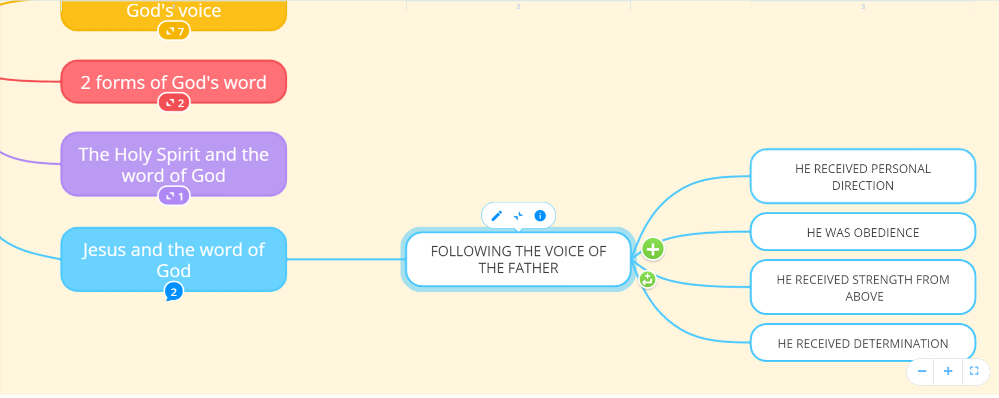 1
2
3
God's voice
7
2 forms of God's word
2
The Holy Spirit and the
word of God
1
Jesus and the word of
God
2
FOLLOWING THE VOICE OF
THE FATHER
HE RECEIVED PERSONAL
DIRECTION
HE WAS OBEDIENCE
HE RECEIVED STRENGTH FROM
ABOVE
HE RECEIVED DETERMINATION